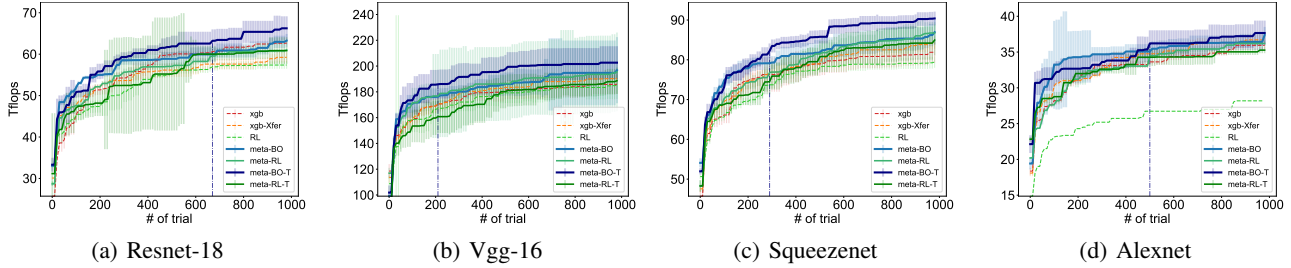 70
60
50
40
30
Tflops
0 200 400 600 800 1000
# of trial
xgb
xgb-Xfer
RL
meta-BO
meta-RL
meta-BO-T
meta-RL-T
(a) Resnet-18
240
220
200
180
160
140
120
100
Tflops
0 200 400 600 800 1000
# of trial
xgb
xgb-Xfer
RL
meta-BO
meta-RL
meta-BO-T
meta-RL-T
(b) Vgg-16
90
80
70
60
50
Tflops
0 200 400 600 800 1000
# of trial
xgb
xgb-Xfer
RL
meta-BO
meta-RL
meta-BO-T
meta-RL-T
(c) Squeezenet
40
35
30
25
20
15
Tflops
0 200 400 600 800 1000
# of trial
xgb
xgb-Xfer
RL
meta-BO
meta-RL
meta-BO-T
meta-RL-T
(d) Alexnet